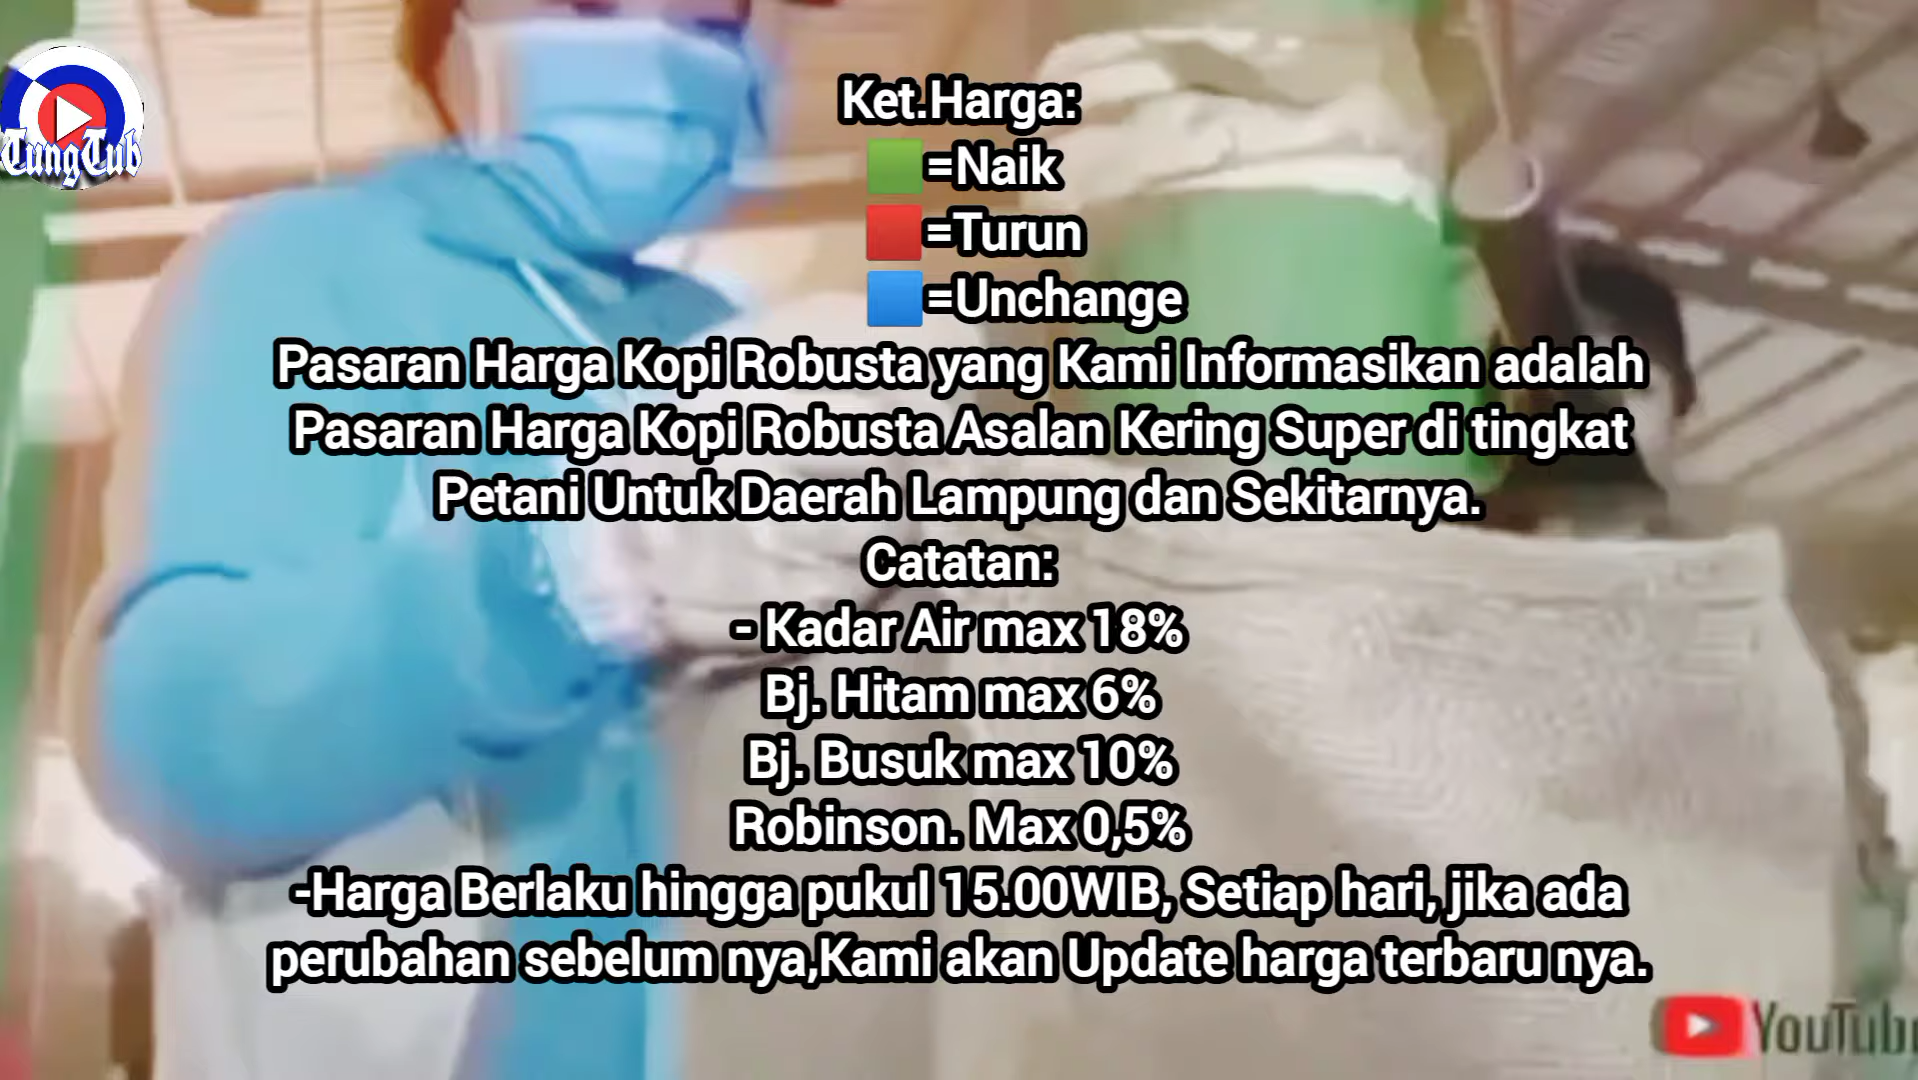 TungTub
Ket.Harga:
🟩=Naik
🟥=Turun
🟦=Unchange
Pasaran Harga Kopi Robusta yang Kami Informasikan adalah
Pasaran Harga Kopi Robusta Asalan Kering Super di tingkat
Petani Untuk Daerah Lampung dan Sekitarnya.
Catatan:
- Kadar Air max 18%
Bj. Hitam max 6%
Bj. Busuk max 10%
Robinson. Max 0,5%
-Harga Berlaku hingga pukul 15.00WIB, Setiap hari, jika ada
perubahan sebelum nya,Kami akan Update harga terbaru nya.
YouTube